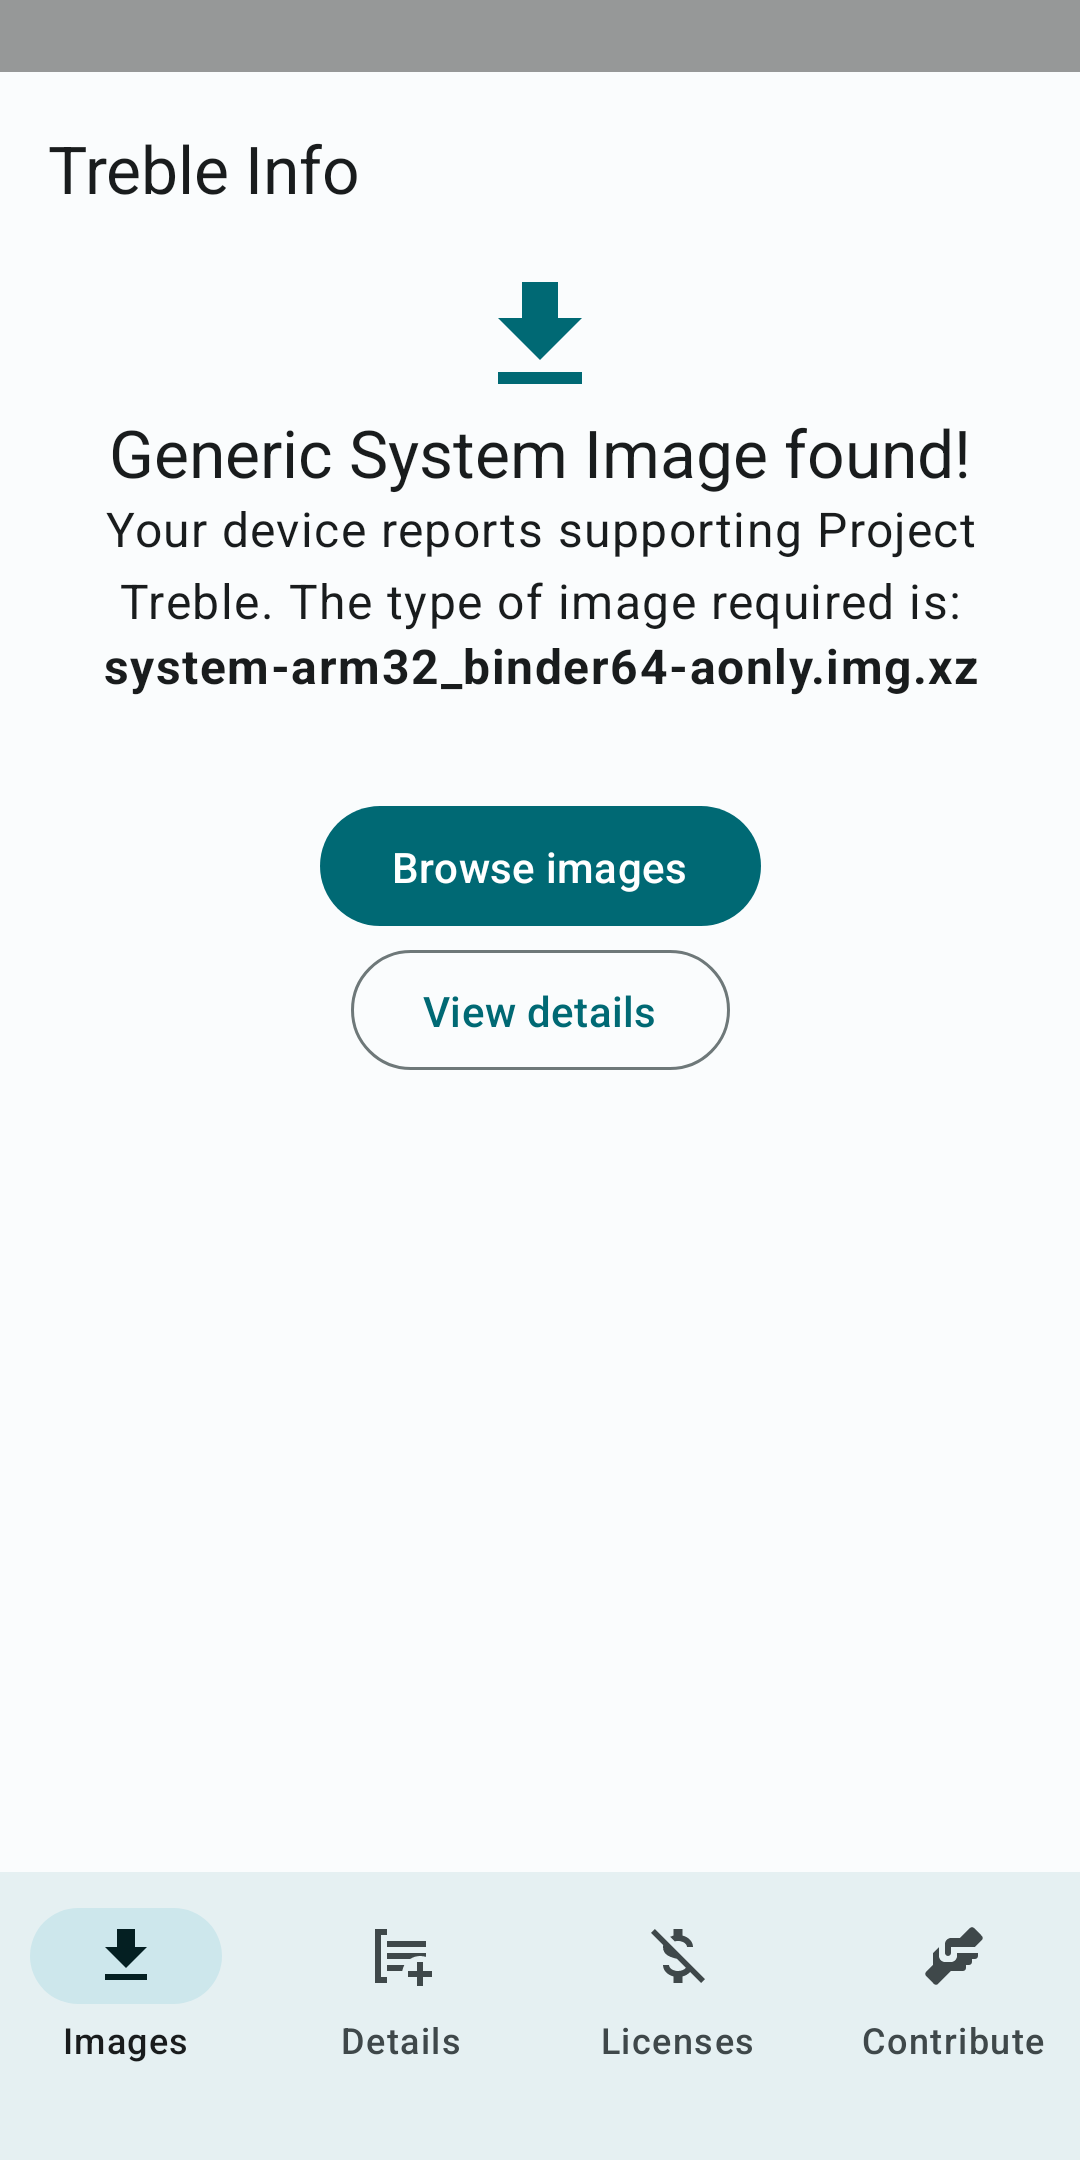 Treble Info
Generic System Image found!
Your device reports supporting Project
Treble. The type of image required is:
system-arm32_binder64-aonly.img.xz
Browse images
View details
Images
Details
Licenses
Contribute